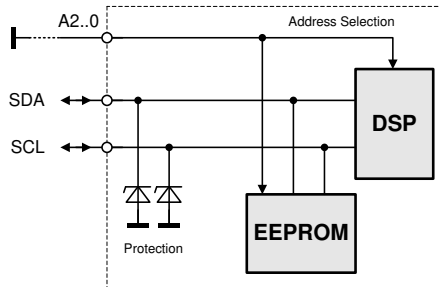 A2..0
Address Selection
SDA
DSP
SCL
EEPROM
Protection